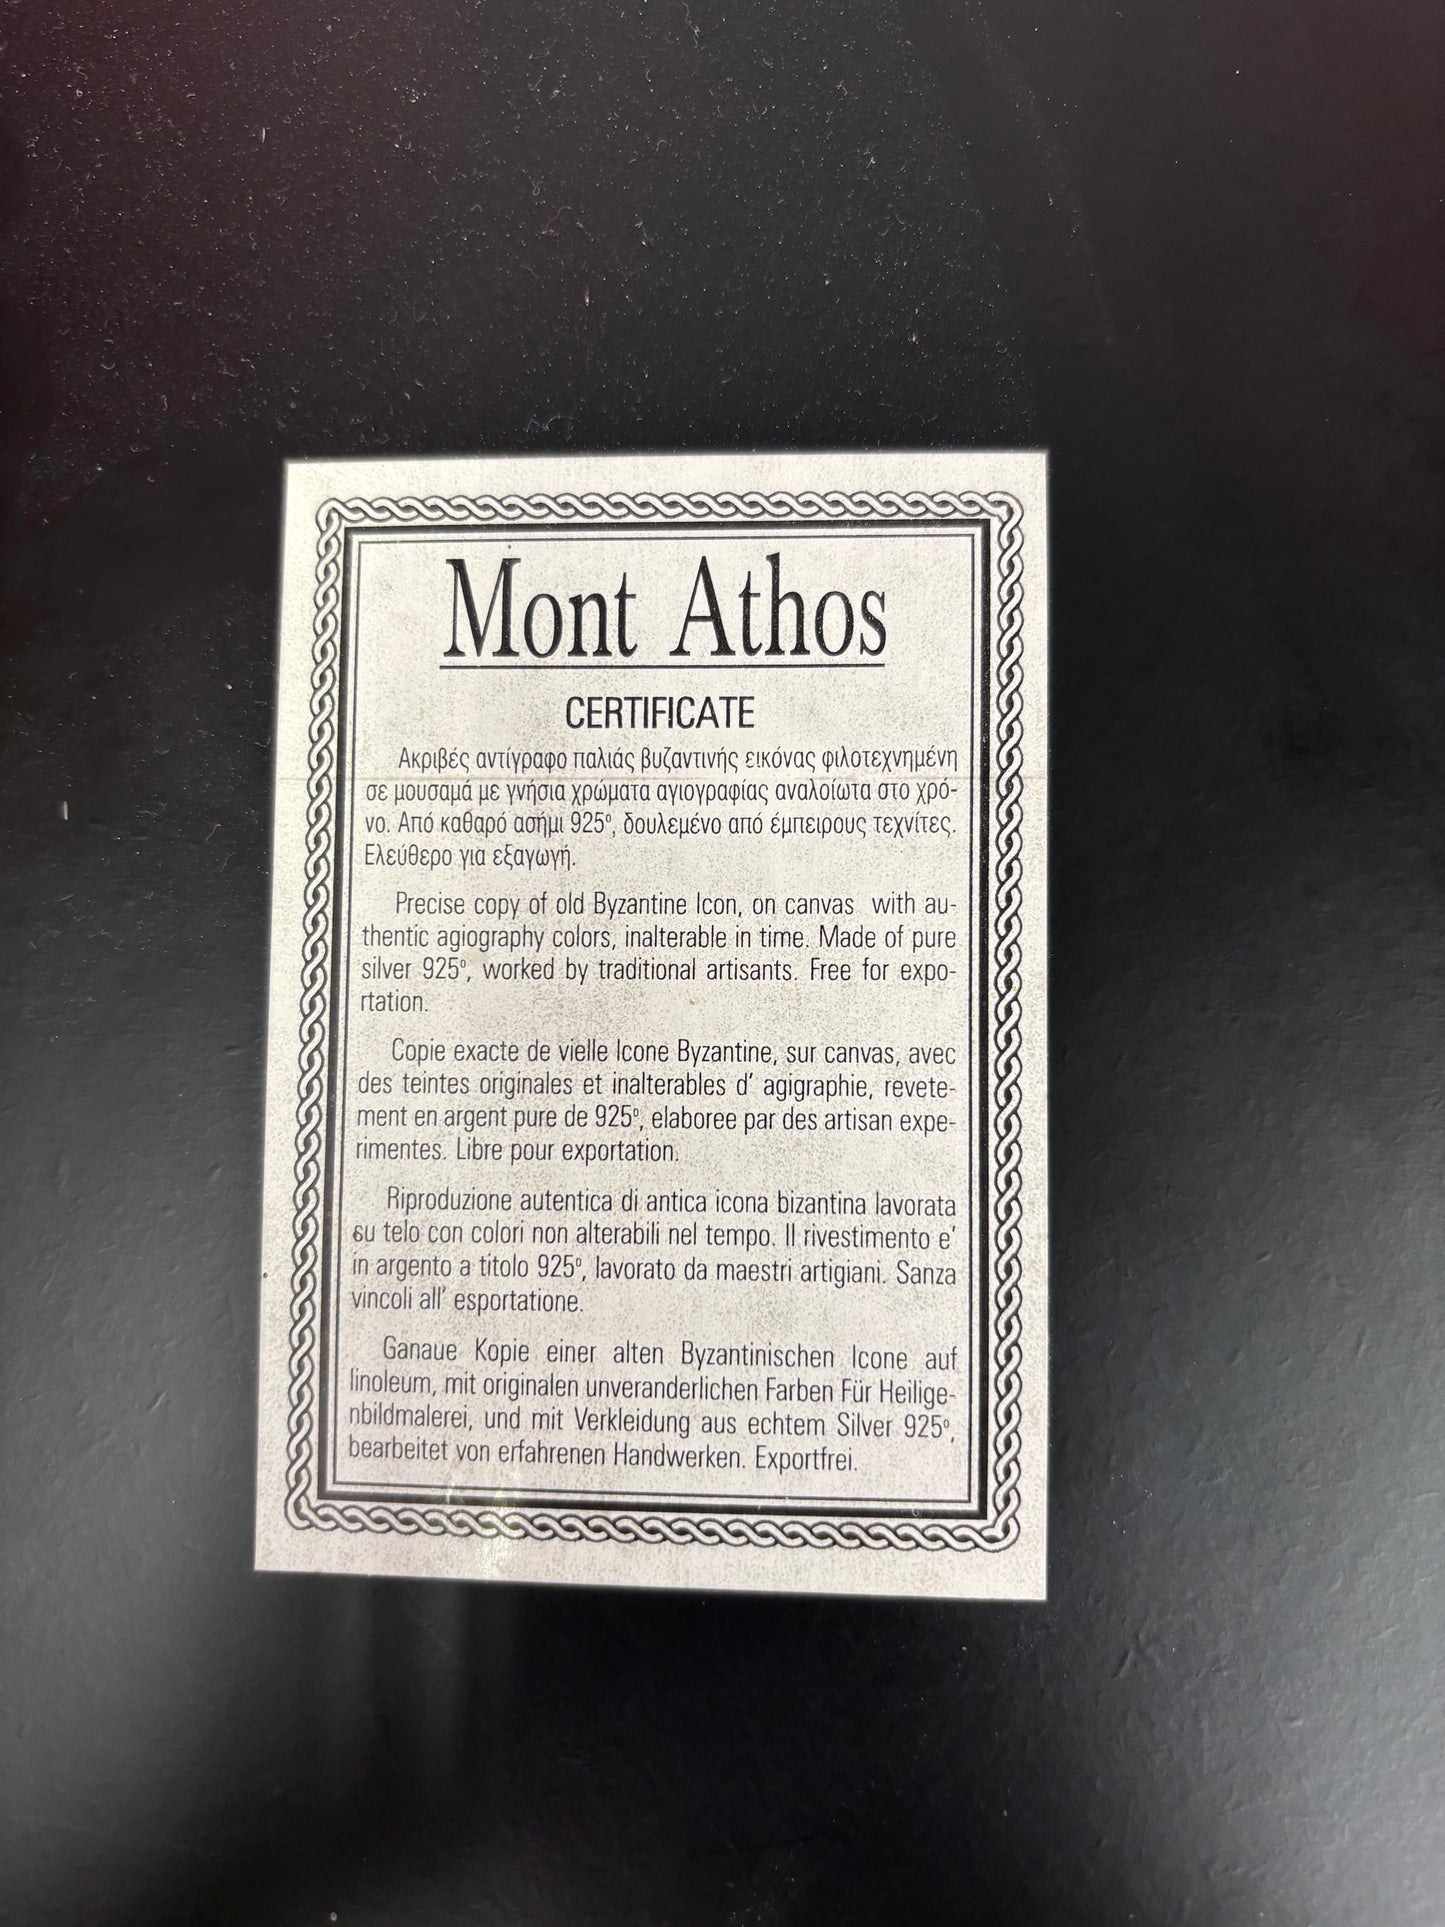 Mont Athos
CERTIFICATE
Ακριβές αντίγραφο παλιάς βυζαντινής εικόνας φιλοτεχνημένη
σε μουσαμά με γνήσια χρώματα αγιογραφίας αναλοίωτα στο χρό-
νο. Από καθαρό ασήμι 925º, δουλεμένο από έμπειρους τεχνίτες.
Ελεύθερο για εξαγωγή.
Precise copy of old Byzantine Icon, on canvas with au-
thentic agiography colors, inalterable in time. Made of pure
silver 925º, worked by traditional artisants. Free for expo-
rtation.
Copie exacte de vielle Icone Byzantine, sur canvas, avec
des teintes originales et inalterables d' agigraphie, revete-
ment en argent pure de 925º, elaboree par des artisan expe-
rimentes. Libre pour exportation.
Riproduzione autentica di antica icona bizantina lavorata
su telo con colori non alterabili nel tempo. Il rivestimento e'
in argento a titolo 925º, lavorato da maestri artigiani. Sanza
vincoli all' esportatione.
Ganaue Kopie einer alten Byzantinischen Icone auf
linoleum, mit originalen unveranderlichen Farben Für Heilige-
nbildmalerei, und mit Verkleidung aus echtem Silver 925º,
bearbeitet von erfahrenen Handwerken. Exportfrei.